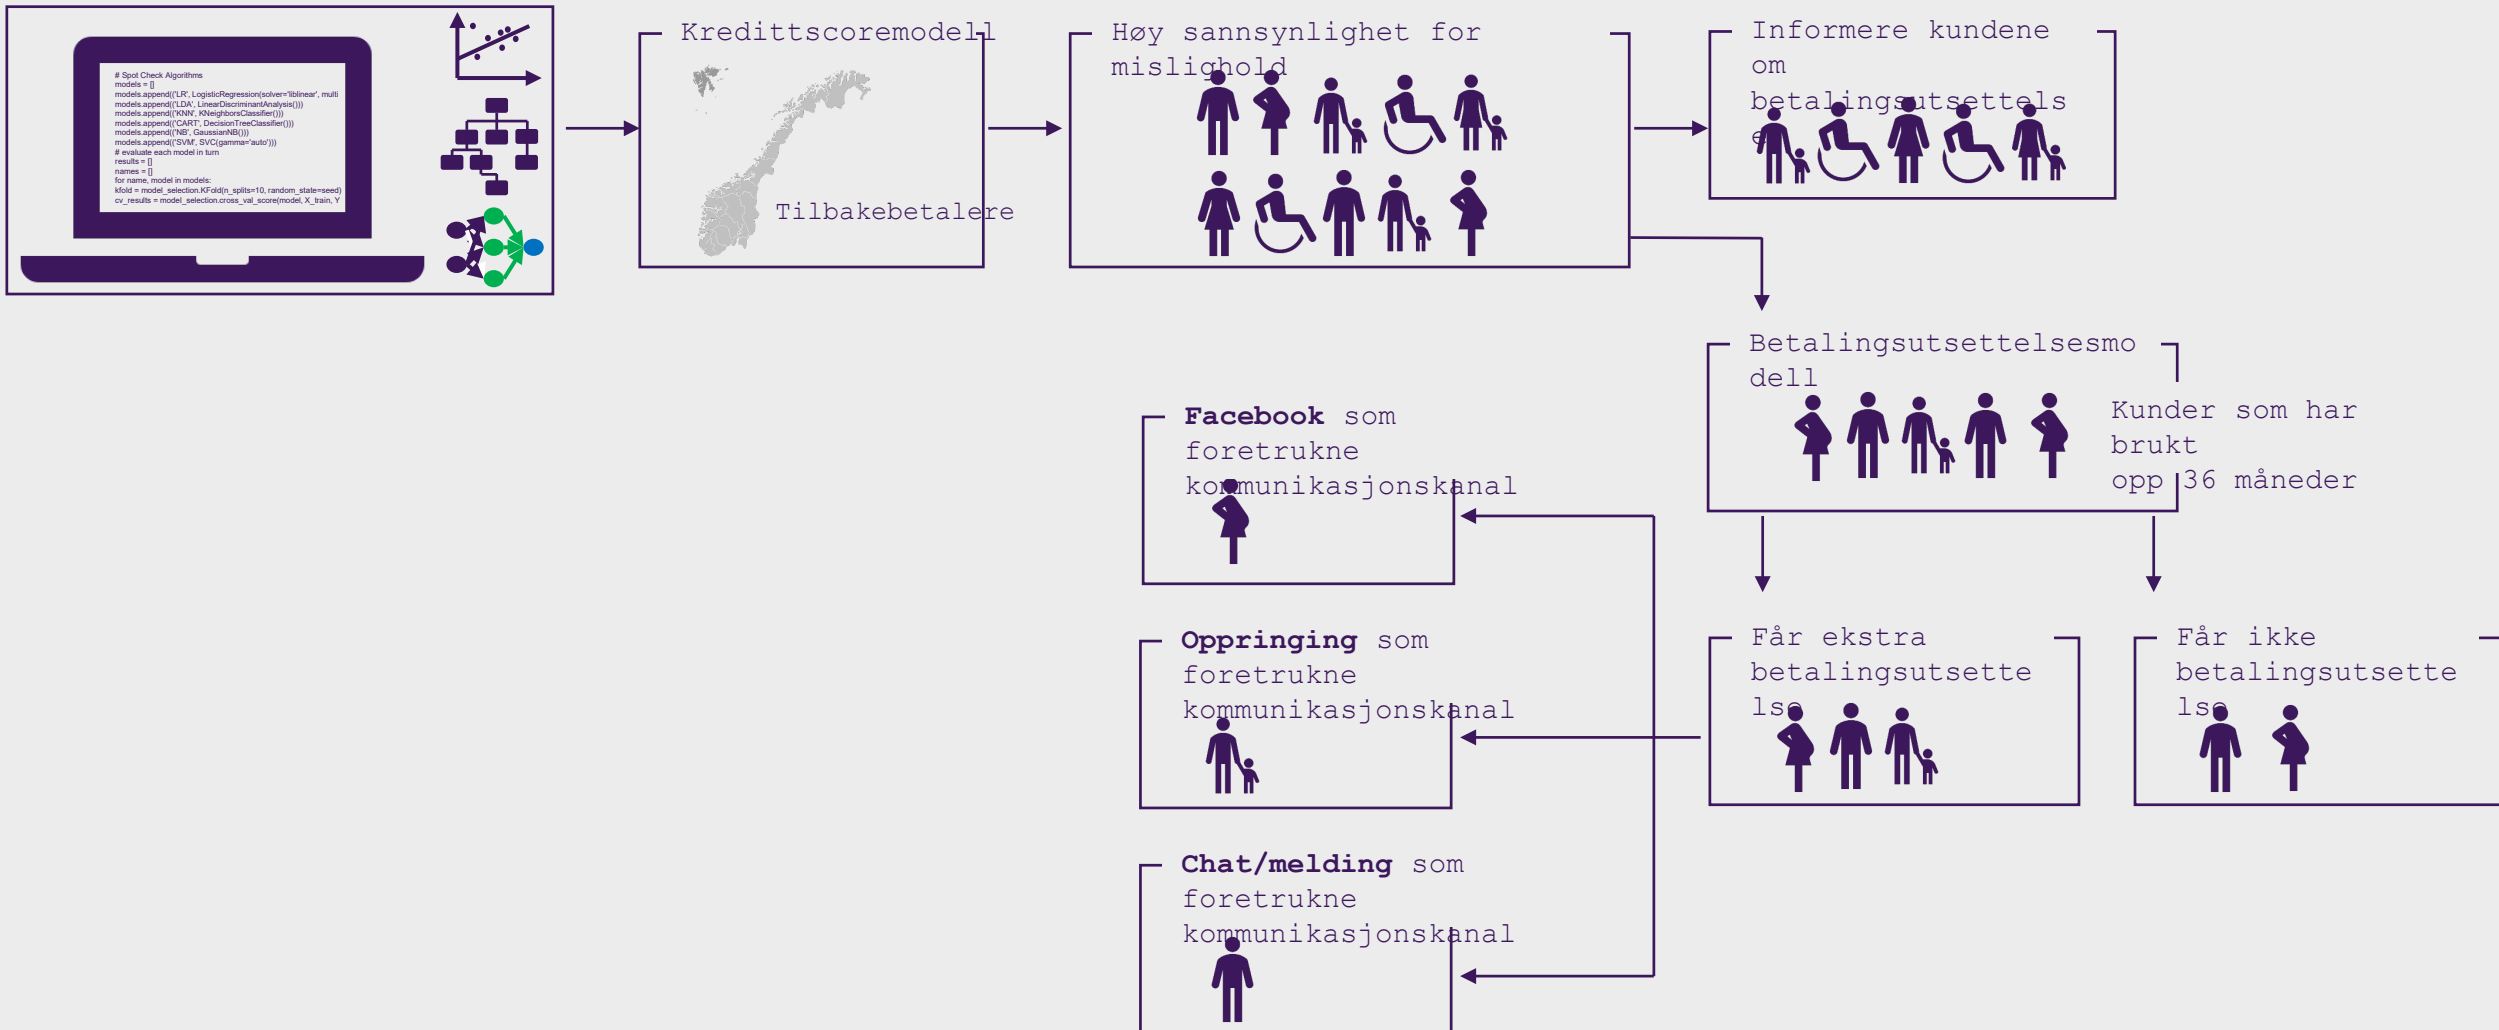 # Spot Check Algorithms
models = []
models.append(('LR', LogisticRegression(solver='liblinear', multi
models.append(('LDA', LinearDiscriminantAnalysis()))
models.append(('KNN', KNeighborsClassifier()))
models.append(('CART', DecisionTreeClassifier()))
models.append(('NB', GaussianNB()))
models.append(('SVM', SVC(gamma='auto')))
# evaluate each model in turn
results = []
names = []
for name, model in models:
kfold = model_selection.KFold(n_splits=10, random_state=seed)
cv_results = model_selection.cross_val_score(model, X_train, Y
Kredittscoremodell
Tilbakebetalere
Høy sannsynlighet for
mislighold
Informere kundene
om
betalingsutsettels
e
Betalingsutsettelsesmo
dell
Kunder som har
brukt
opp 36 måneder
Facebook som
foretrukne
kommunikasjonskanal
Oppringing som
foretrukne
kommunikasjonskanal
Chat/melding som
foretrukne
kommunikasjonskanal
Får ekstra
betalingsutsette
lse
Får ikke
betalingsutsette
lse